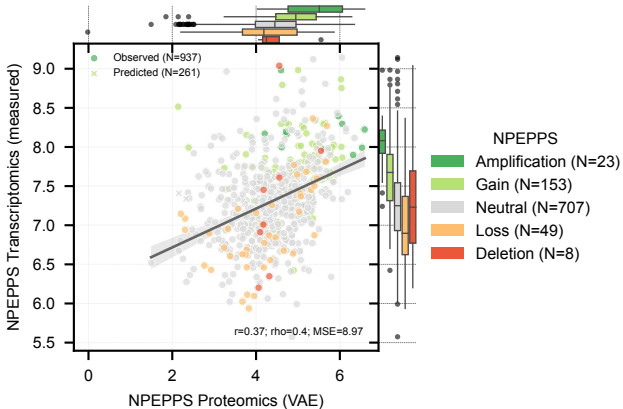 Observed (N=937)
Predicted (N=261)
9.0
8.5
8.0
7.5
7.0
6.5
6.0
5.5
NPEPPS Transcriptomics (measured)
r=0.37; rho=0.4; MSE=8.97
0 2 4 6
NPEPPS Proteomics (VAE)
NPEPPS
Amplification (N=23)
Gain (N=153)
Neutral (N=707)
Loss (N=49)
Deletion (N=8)